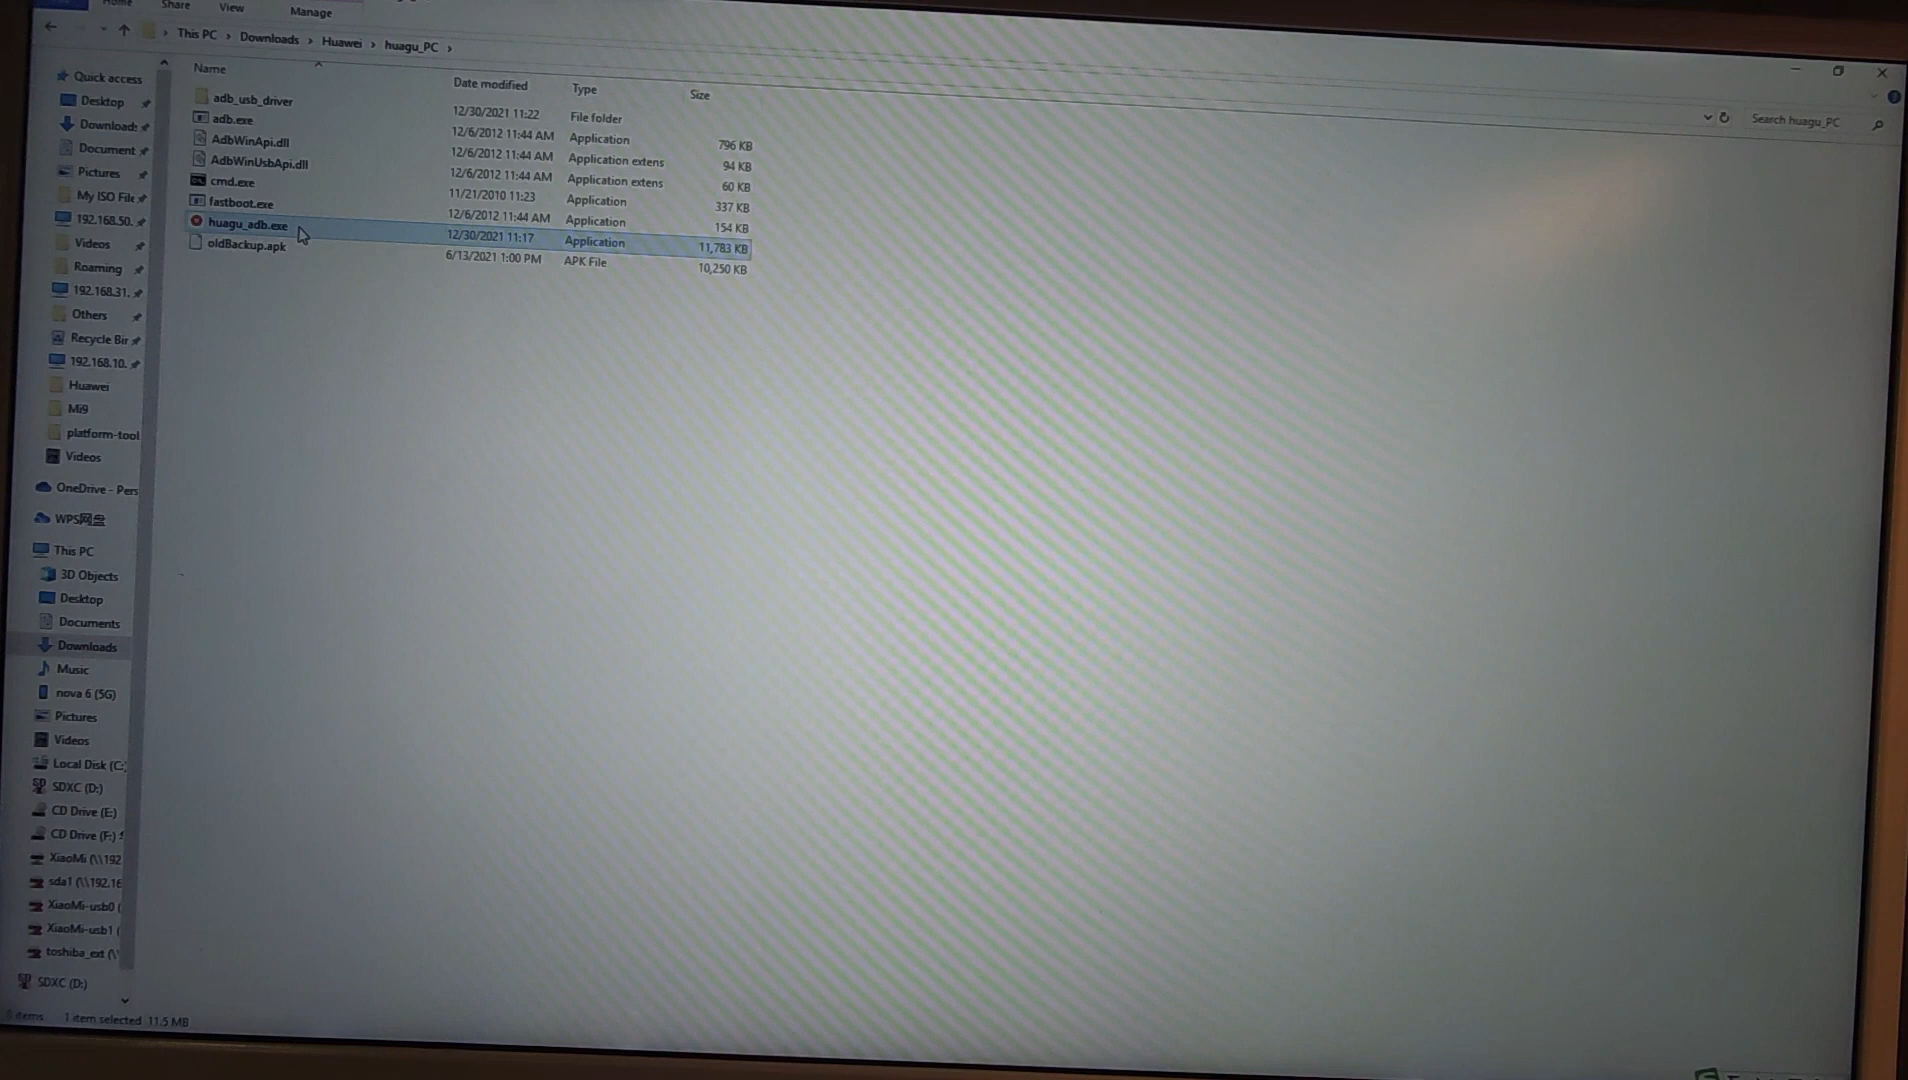 Home
Share
View
Manage
This PC > Downloads > Huawei > huagu_PC >
Search huagu_PC
Name
Date modified
Type
Size
adb_usb_driver
12/30/2021 11:22
File folder
adb.exe
12/6/2012 11:44 AM
Application
796 KB
AdbWinApi.dll
12/6/2012 11:44 AM
Application extens
94 KB
AdbWinUsbApi.dll
12/6/2012 11:44 AM
Application extens
60 KB
cmd.exe
11/21/2010 11:23
Application
337 KB
fastboot.exe
12/6/2012 11:44 AM
Application
154 KB
huagu_adb.exe
12/30/2021 11:17
Application
11,783 KB
oldBackup.apk
6/13/2021 1:00 PM
APK File
10,250 KB
Quick access
Desktop
Download:
Document
Pictures
My ISO File
192.168.50.
Videos
Roaming
192.168.31.
Others
Recycle Bir
192.168.10.
Huawei
Mi9
platform-tool
Videos
OneDrive - Pers
WPS网盘
This PC
3D Objects
Desktop
Documents
Downloads
Music
nova 6 (5G)
Pictures
Videos
Local Disk (C:
SDXC (D:)
CD Drive (E:)
CD Drive (F:)
XiaoMi (\\192
sda1 (\\192.16
XiaoMi-usb0 (
XiaoMi-usb1 (
toshiba_ext (\
SDXC (D:)
items 1 item selected 11.5 MB